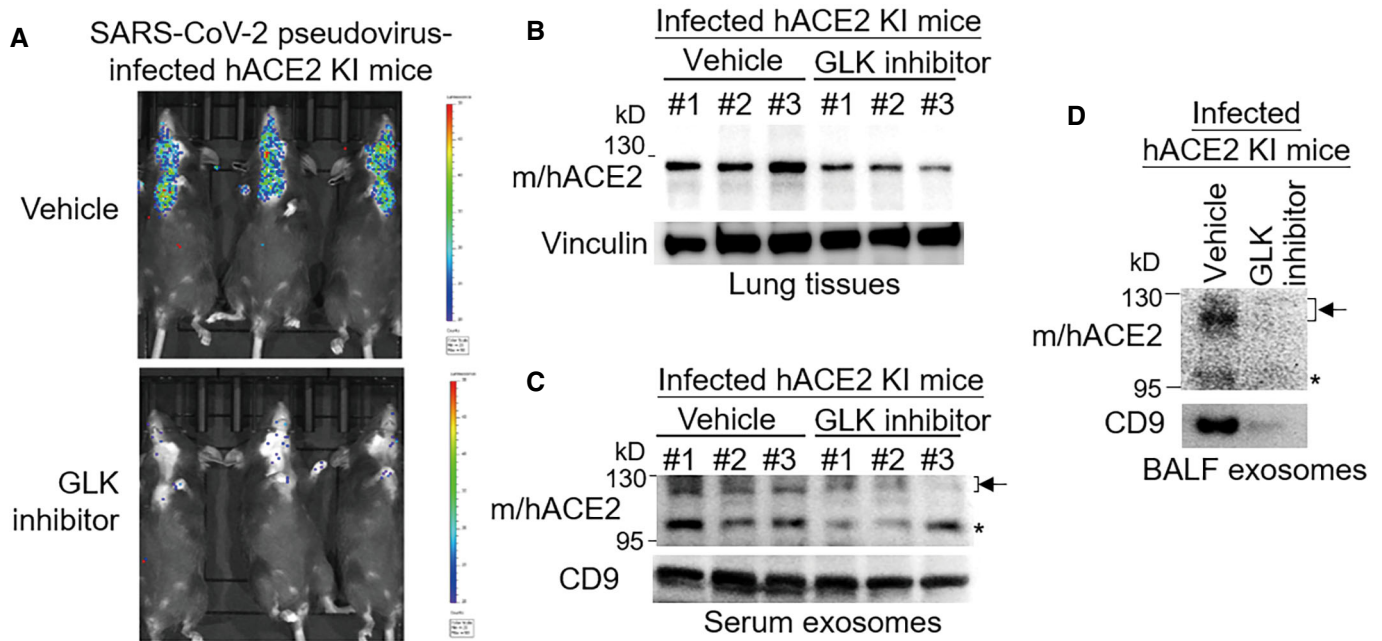 A
SARS-CoV-2 pseudovirus-
infected hACE2 KI mice
Vehicle
GLK
inhibitor
B
Infected hACE2 KI mice
Vehicle GLK inhibitor
kD #1 #2 #3 #1 #2 #3
130
m/hACE2
Vinculin
Lung tissues
C
Infected hACE2 KI mice
Vehicle GLK inhibitor
kD #1 #2 #3 #1 #2 #3
130
m/hACE2
95 *
CD9
Serum exosomes
D
Infected
hACE2 KI mice
Vehicle
GLK
inhibitor
kD
130
m/hACE2
95 *
CD9
BALF exosomes